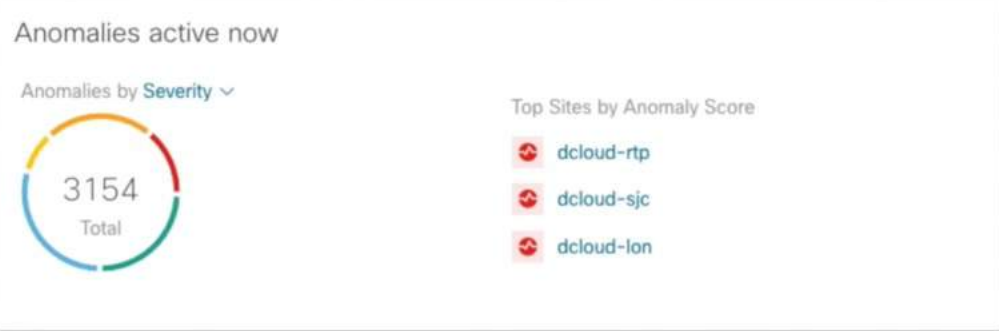 Anomalies active now
Anomalies by Severity
3154
Total
Top Sites by Anomaly Score
dcloud-rtp
dcloud-sjc
dcloud-lon